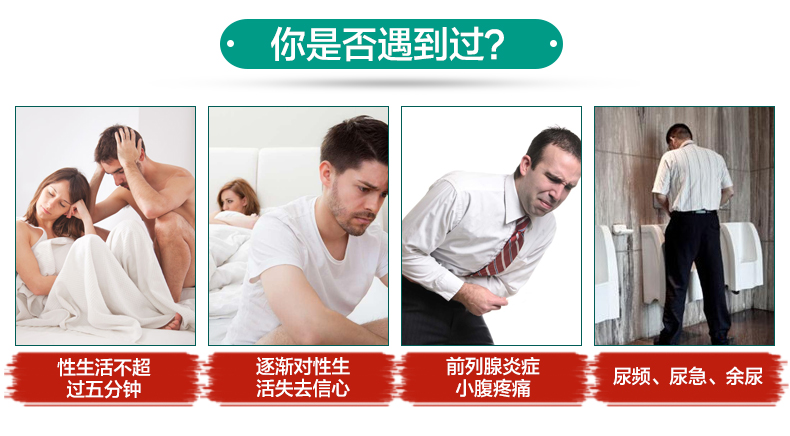 你是否遇到过?
性生活不超
过五分钟
逐渐对性生
活失去信心
前列腺炎症
小腹疼痛
尿频、尿急、余尿